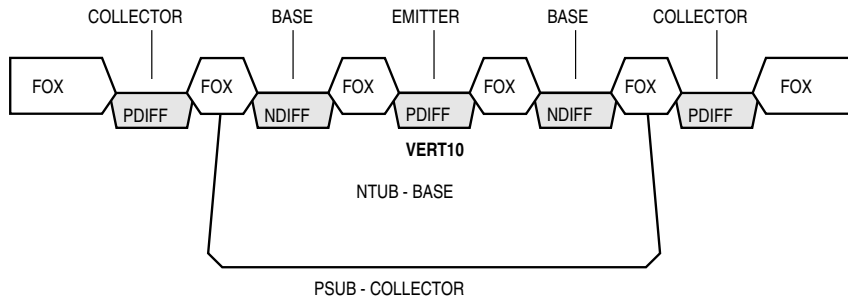 COLLECTOR BASE EMITTER BASE COLLECTOR
FOX FOX FOX FOX FOX FOX
PDIFF NDIFF PDIFF NDIFF PDIFF
VERT10
NTUB - BASE
PSUB - COLLECTOR